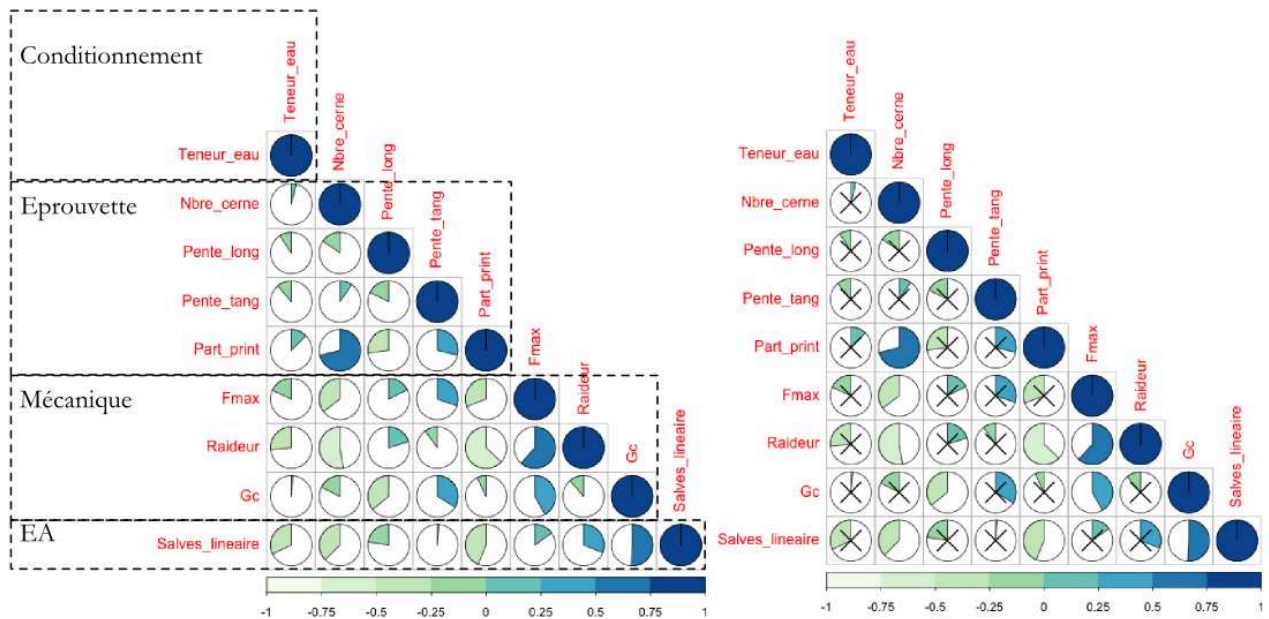 Conditionnement
Teneur_eau
Nbre_cerne
Pente_long
Pente_tang
Part_print
Fmax
Raideur
Gc
Salves_lineaire
Teneur_eau
Eprouvette
Nbre_cerne
Pente_long
Pente_tang
Part_print
Mécanique
Fmax
Raideur
Gc
EA
Salves_lineaire
-1 -0.75 -0.5 -0.25 0 0.25 0.5 0.75 1
Teneur_eau
Nbre_cerne
Pente_long
Pente_tang
Part_print
Fmax
Raideur
Gc
Salves_lineaire
Teneur_eau
Nbre_cerne
Pente_long
Pente_tang
Part_print
Fmax
Raideur
Gc
Salves_lineaire
-1 -0.75 -0.5 -0.25 0 0.25 0.5 0.75 1